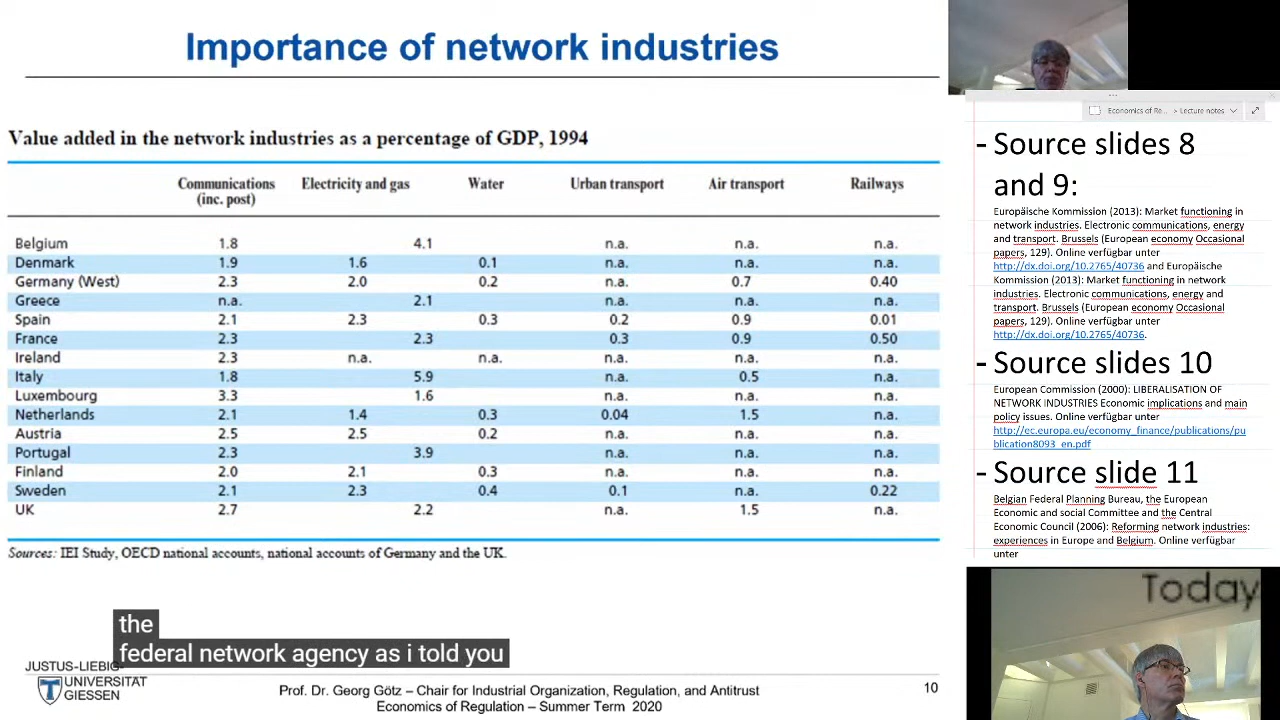 Importance of network industries
Value added in the network industries as a percentage of GDP, 1994
Communications (inc. post) Electricity and gas Water Urban transport Air transport Railways
Belgium 1.8 4.1 n.a. n.a. n.a.
Denmark 1.9 1.6 0.1 n.a. n.a. n.a.
Germany (West) 2.3 2.0 0.2 n.a. 0.7 0.40
Greece n.a. 2.1 n.a. n.a. n.a.
Spain 2.1 2.3 0.3 0.2 0.9 0.01
France 2.3 2.3 0.3 0.9 0.50
Ireland 2.3 n.a. n.a. n.a. n.a. n.a.
Italy 1.8 5.9 n.a. 0.5 n.a.
Luxembourg 3.3 1.6 n.a. n.a. n.a.
Netherlands 2.1 1.4 0.3 0.04 1.5 n.a.
Austria 2.5 2.5 0.2 n.a. n.a. n.a.
Portugal 2.3 3.9 n.a. n.a. n.a.
Finland 2.0 2.1 0.3 n.a. n.a. n.a.
Sweden 2.1 2.3 0.4 0.1 n.a. 0.22
UK 2.7 2.2 n.a. 1.5 n.a.
Sources: IEI Study, OECD national accounts, national accounts of Germany and the UK.
the
federal network agency as i told you
JUSTUS-LIEBIG-
UNIVERSITAT
GIESSEN
Prof. Dr. Georg Götz – Chair for Industrial Organization, Regulation, and Antitrust
Economics of Regulation – Summer Term 2020
10
Economics of Re... > Lecture notes
- Source slides 8
and 9:
Europäische Kommission (2013): Market functioning in
network industries. Electronic communications, energy
and transport. Brussels (European economy Occasional
papers, 129). Online verfügbar unter
http://dx.doi.org/10.2765/40736 and Europäische
Kommission (2013): Market functioning in network
industries. Electronic communications, energy and
transport. Brussels (European economy Occasional
papers, 129). Online verfügbar unter
http://dx.doi.org/10.2765/40736.
- Source slides 10
European Commission (2000): LIBERALISATION OF
NETWORK INDUSTRIES Economic implications and main
policy issues. Online verfügbar unter
http://ec.europa.eu/economy_finance/publications/pu
blication8093_en.pdf
- Source slide 11
Belgian Federal Planning Bureau, the European
Economic and social Committee and the Central
Economic Council (2006): Reforming network industries:
experiences in Europe and Belgium. Online verfügbar
unter
Today